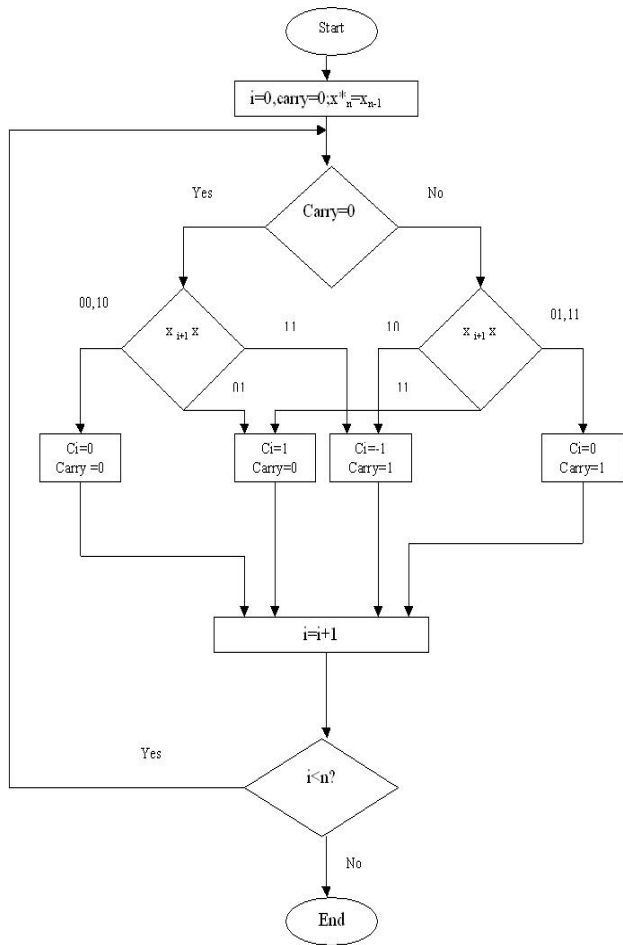 Start
i=0,carry=0;x*n=xn-1
Yes
No
Carry=0
00,10
x i+1 x
11
10
x i+1 x
01,11
01
11
Ci=0
Carry =0
Ci=1
Carry=0
Ci=-1
Carry=1
Ci=0
Carry=1
i=i+1
Yes
i<n?
No
End